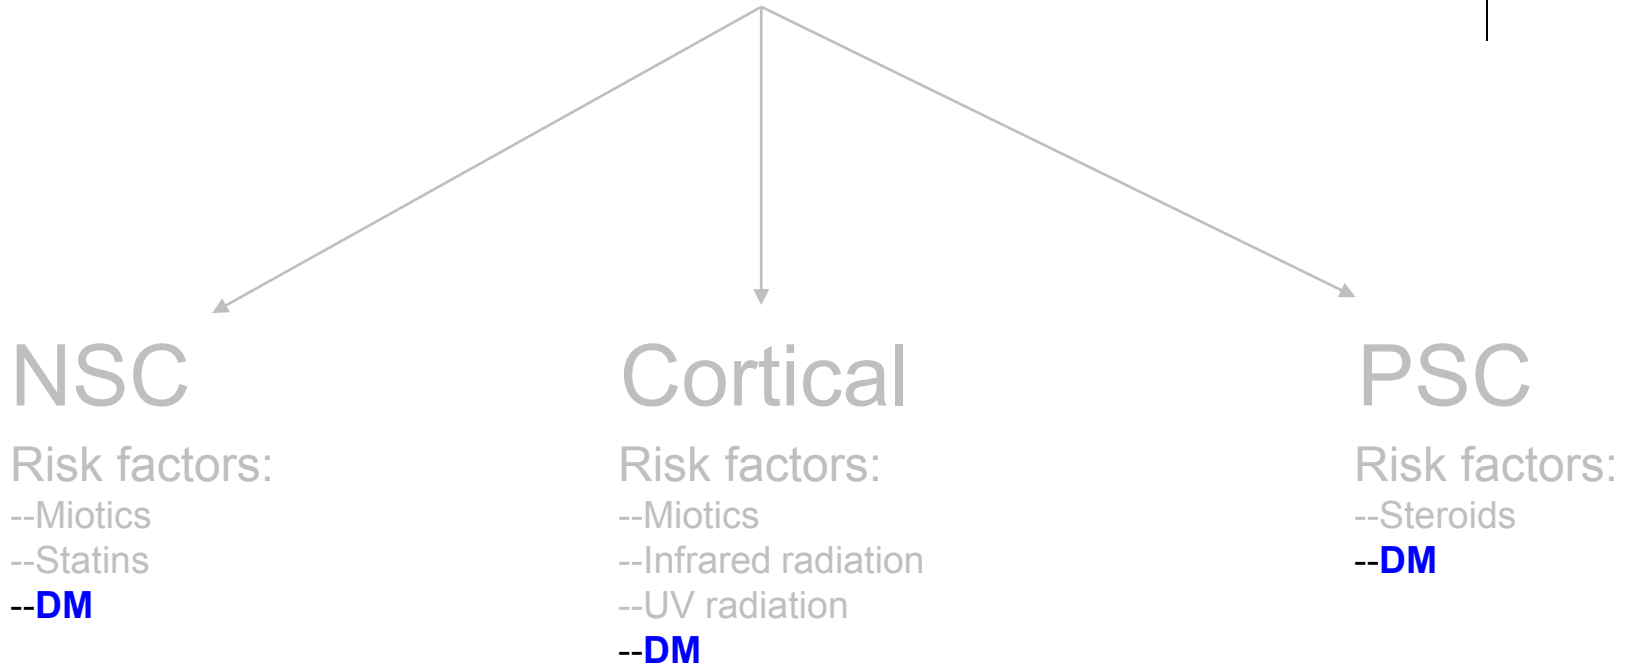 NSC
Risk factors:
--Miotics
--Statins
--DM
Cortical
Risk factors:
--Miotics
--Infrared radiation
--UV radiation
--DM
PSC
Risk factors:
--Steroids
--DM